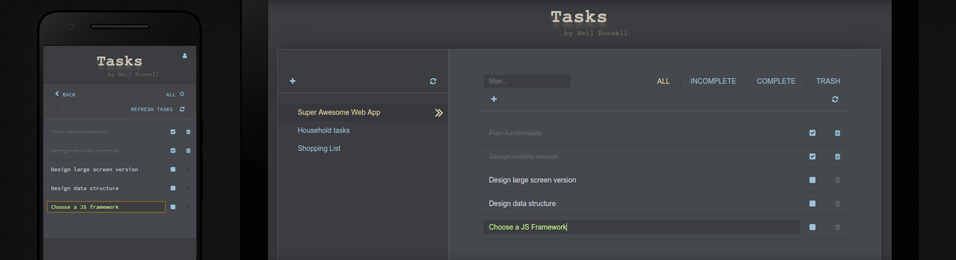 Tasks
by Neil Russell
BACK
ALL
REFRESH TASKS
Plan functionality
Design mobile version
Design large screen version
Design data structure
Choose a JS framework
Tasks
by Neil Russell
filter...
ALL
INCOMPLETE
COMPLETE
TRASH
Super Awesome Web App
Household tasks
Shopping List
Plan functionality
Design mobile version
Design large screen version
Design data structure
Choose a JS Framework